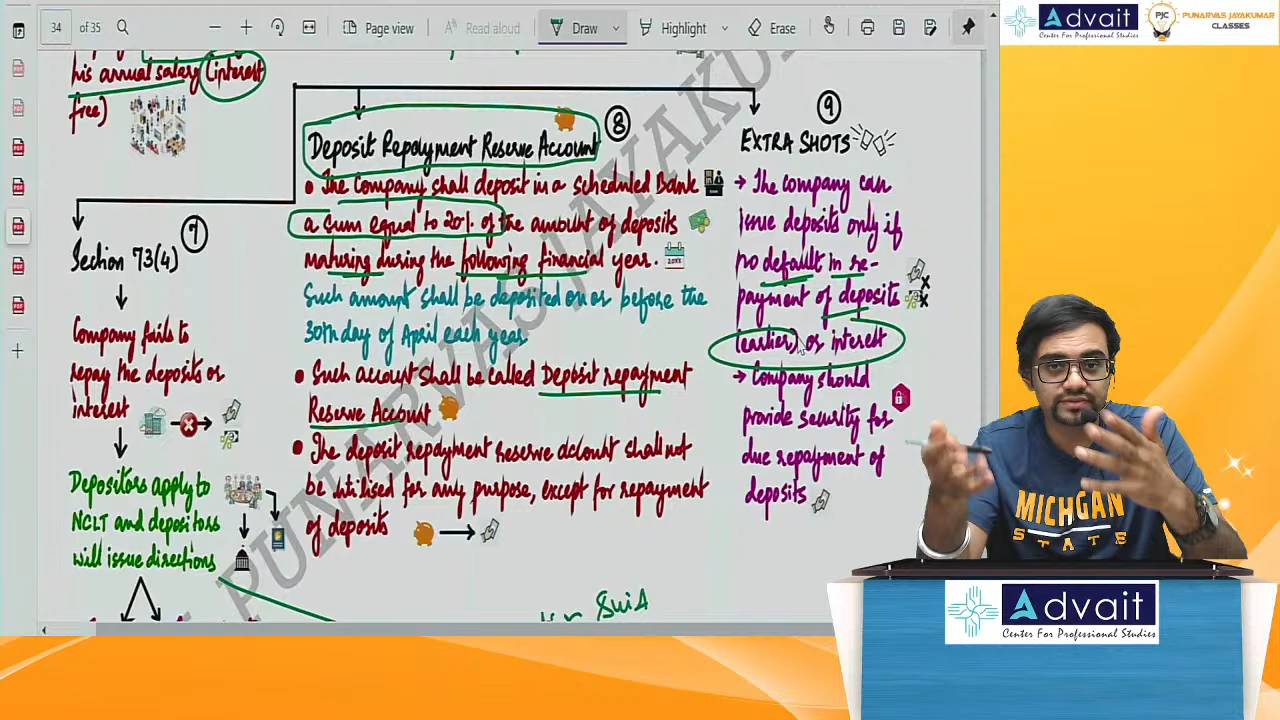 34 of 35
Page view
Read aloud
Draw
Highlight
Erase
Advait
Center For Professional Studies
PJC
PUNARVAS JAYAKUMAR
CLASSES
his annual salary (interest
free)
Deposit Repayment Reserve Account
8
• The Company shall deposit in a scheduled Bank
a sum equal to 20% of the amount of deposits
maturing during the following financial year.
Such amount shall be deposited on or before the
30th day of April each year
• Such account shall be called Deposit repayment
Reserve Account
• The deposit repayment reserve account shall not
be utilised for any purpose, except for repayment
of deposits
9
EXTRA SHOTS
→ The company can
issue deposits only if
no default in re-
payment of deposits
(earlier) or interest
→ Company should
provide security for
due repayment of
deposits
7
Section 73(4)
Company fails to
repay the deposits or
interest
Depositors apply to
NCLT and depositors
will issue directions
PUNARVAS JAYAKU
MICHGAN
STATE
Advait
Center For Professional Studies